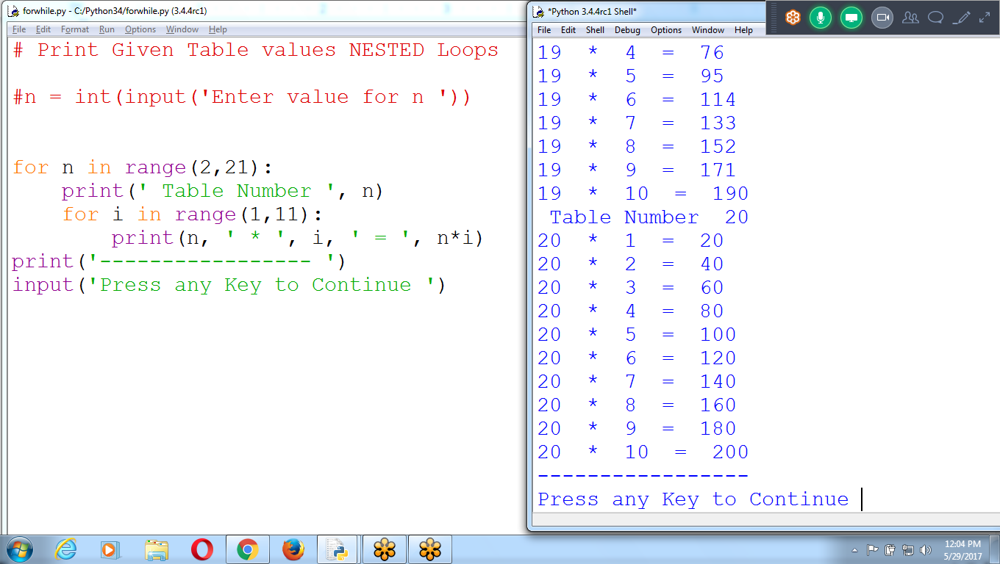 forwhile.py - C:/Python34/forwhile.py (3.4.4rc1)
File Edit Format Run Options Window Help
# Print Given Table values NESTED Loops
#n = int(input('Enter value for n '))
for n in range(2,21):
    print(' Table Number ', n)
    for i in range(1,11):
        print(n, ' * ', i, ' = ', n*i)
print('----------------- ')
input('Press any Key to Continue ')
*Python 3.4.4rc1 Shell*
File Edit Shell Debug Options Window Help
19  *  4  =  76
19  *  5  =  95
19  *  6  =  114
19  *  7  =  133
19  *  8  =  152
19  *  9  =  171
19  *  10  =  190
 Table Number  20
20  *  1  =  20
20  *  2  =  40
20  *  3  =  60
20  *  4  =  80
20  *  5  =  100
20  *  6  =  120
20  *  7  =  140
20  *  8  =  160
20  *  9  =  180
20  *  10  =  200
-----------------
Press any Key to Continue
12:04 PM
5/29/2017